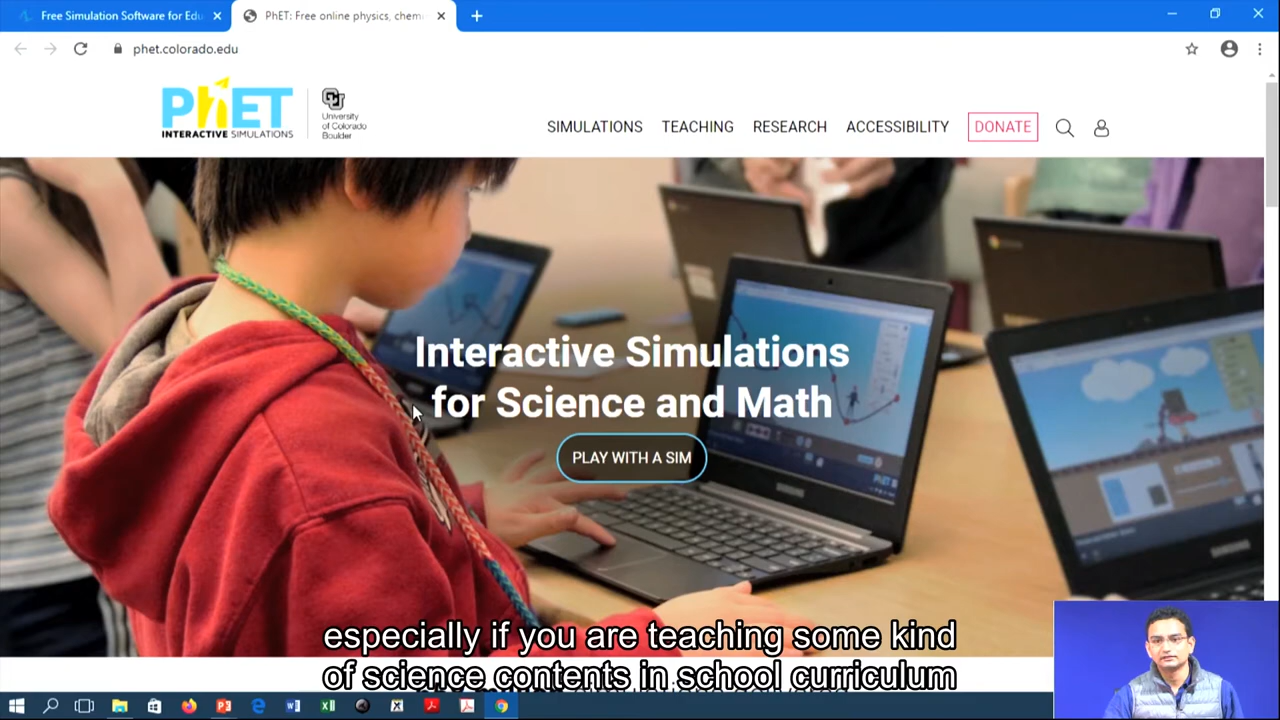 Free Simulation Software for Edu
PhET: Free online physics, chem
phet.colorado.edu
PhET
INTERACTIVE SIMULATIONS
University
of Colorado
Boulder
SIMULATIONS
TEACHING
RESEARCH
ACCESSIBILITY
DONATE
Interactive Simulations
for Science and Math
PLAY WITH A SIM
especially if you are teaching some kind
of science contents in school curriculum